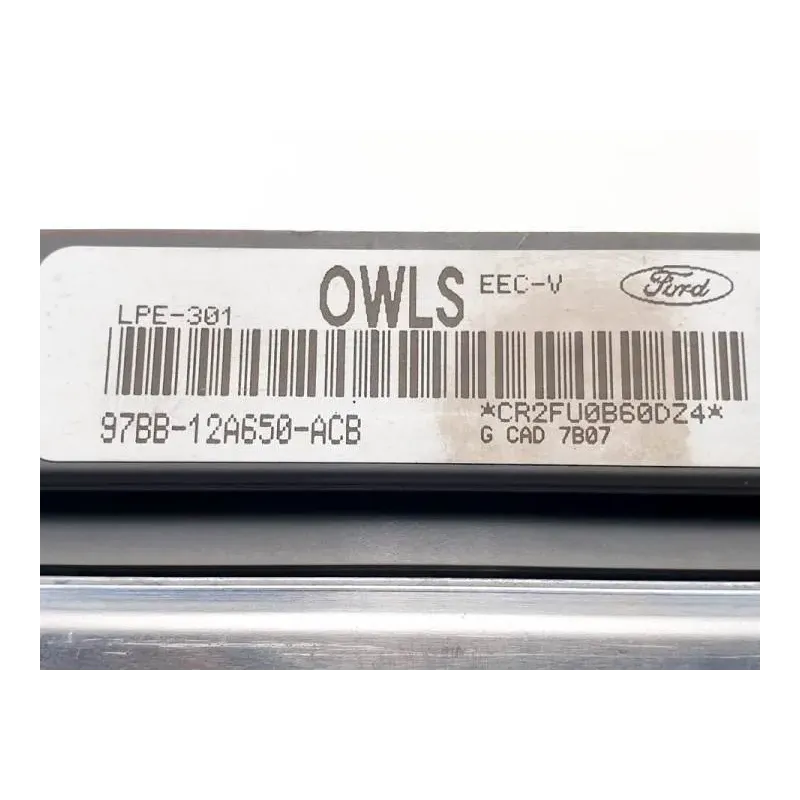 OWLS EEC-V Ford
LPE-301
97BB-12A650-ACB *CR2FU0B60DZ4*
G CAD 7B07